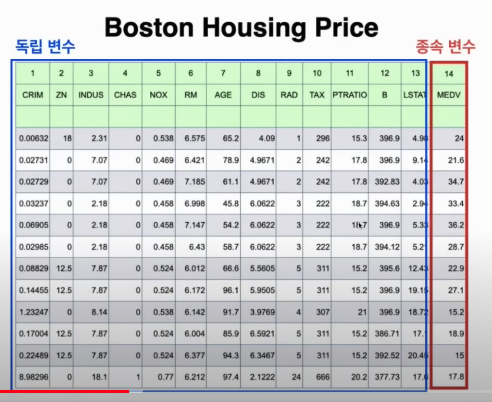 Boston Housing Price
독립 변수 종속 변수
1 2 3 4 5 6 7 8 9 10 11 12 13 14
CRIM ZN INDUS CHAS NOX RM AGE DIS RAD TAX PTRATIO B LSTAT MEDV
0.00632 18 2.31 0 0.538 6.575 65.2 4.09 1 296 15.3 396.9 4.98 24
0.02731 0 7.07 0 0.469 6.421 78.9 4.9671 2 242 17.8 396.9 9.14 21.6
0.02729 0 7.07 0 0.469 7.185 61.1 4.9671 2 242 17.8 392.83 4.03 34.7
0.03237 0 2.18 0 0.458 6.998 45.8 6.0622 3 222 18.7 394.63 2.94 33.4
0.06905 0 2.18 0 0.458 7.147 54.2 6.0622 3 222 18.7 396.9 5.33 36.2
0.02985 0 2.18 0 0.458 6.43 58.7 6.0622 3 222 18.7 394.12 5.21 28.7
0.08829 12.5 7.87 0 0.524 6.012 66.6 5.5605 5 311 15.2 395.6 12.43 22.9
0.14455 12.5 7.87 0 0.524 6.172 96.1 5.9505 5 311 15.2 396.9 19.15 27.1
1.23247 0 8.14 0 0.538 6.142 91.7 3.9769 4 307 21 396.9 18.72 15.2
0.17004 12.5 7.87 0 0.524 6.004 85.9 6.5921 5 311 15.2 386.71 17.1 18.9
0.22489 12.5 7.87 0 0.524 6.377 94.3 6.3467 5 311 15.2 392.52 20.45 15
8.98296 0 18.1 1 0.77 6.212 97.4 2.1222 24 666 20.2 377.73 17.6 17.8